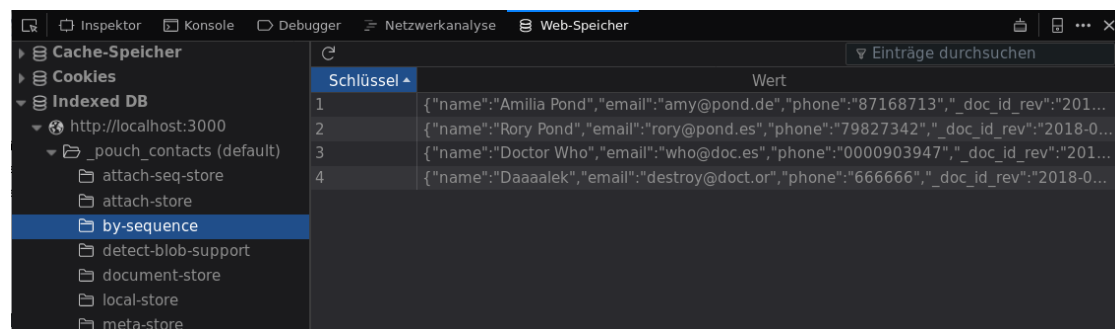 Inspektor Konsole Debugger Netzwerkanalyse Web-Speicher
Cache-Speicher
Cookies
Indexed DB
http://localhost:3000
_pouch_contacts (default)
attach-seq-store
attach-store
by-sequence
detect-blob-support
document-store
local-store
meta-store
Einträge durchsuchen
Schlüssel Wert
1 {"name":"Amilia Pond","email":"amy@pond.de","phone":"87168713","_doc_id_rev":"201...
2 {"name":"Rory Pond","email":"rory@pond.es","phone":"79827342","_doc_id_rev":"2018-0...
3 {"name":"Doctor Who","email":"who@doc.es","phone":"0000903947","_doc_id_rev":"201...
4 {"name":"Daaaalek","email":"destroy@doct.or","phone":"666666","_doc_id_rev":"2018-0...